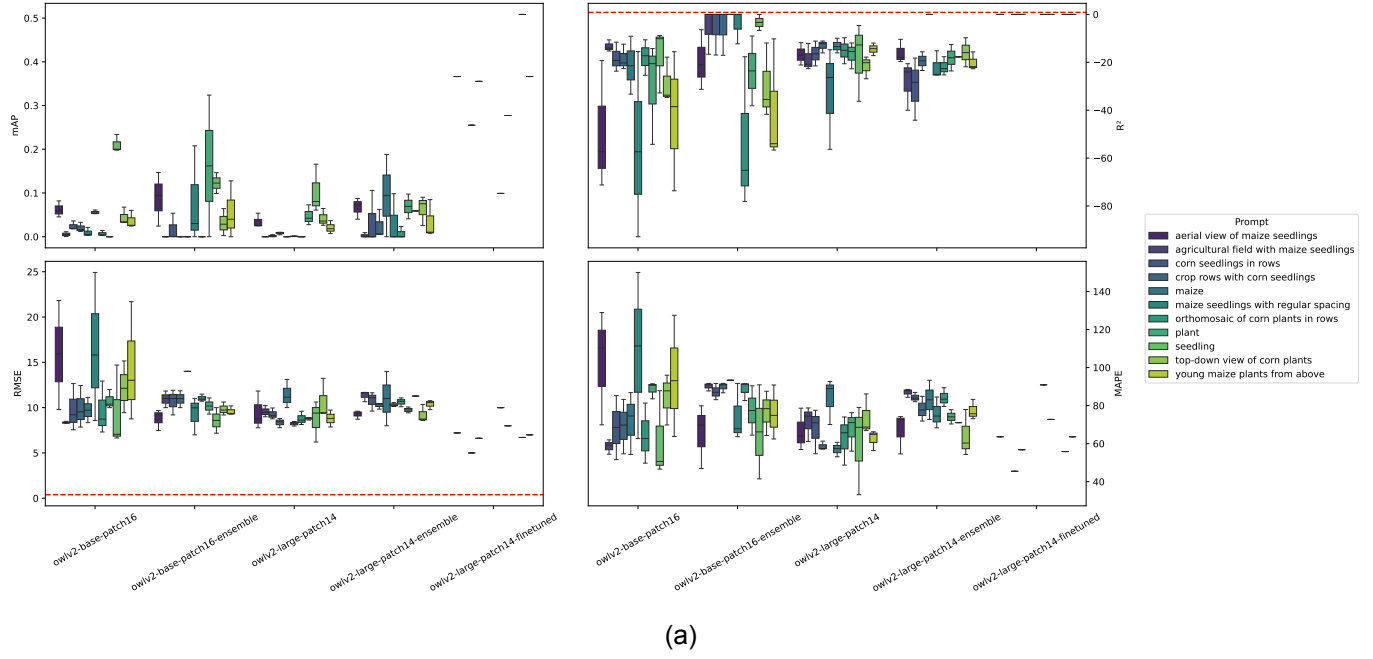 0.5
0.4
0.3
0.2
0.1
0.0
mAP
0
−20
−40
−60
−80
R²
25
20
15
10
5
0
RMSE
140
120
100
80
60
40
MAPE
owlv2-base-patch16
owlv2-base-patch16-ensemble
owlv2-large-patch14
owlv2-large-patch14-ensemble
owlv2-large-patch14-finetuned
owlv2-base-patch16
owlv2-base-patch16-ensemble
owlv2-large-patch14
owlv2-large-patch14-ensemble
owlv2-large-patch14-finetuned
Prompt
aerial view of maize seedlings
agricultural field with maize seedlings
corn seedlings in rows
crop rows with corn seedlings
maize
maize seedlings with regular spacing
orthomosaic of corn plants in rows
plant
seedling
top-down view of corn plants
young maize plants from above
(a)